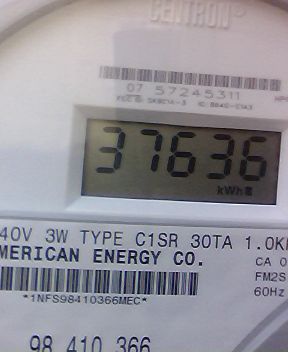 CENTRON®
07 57245311
37636
kWh
40V 3W TYPE C1SR 30TA 1.0K
MERICAN ENERGY CO.
CA 0
FM2S
60Hz
*1NFS98410366MEC*
98 410 366